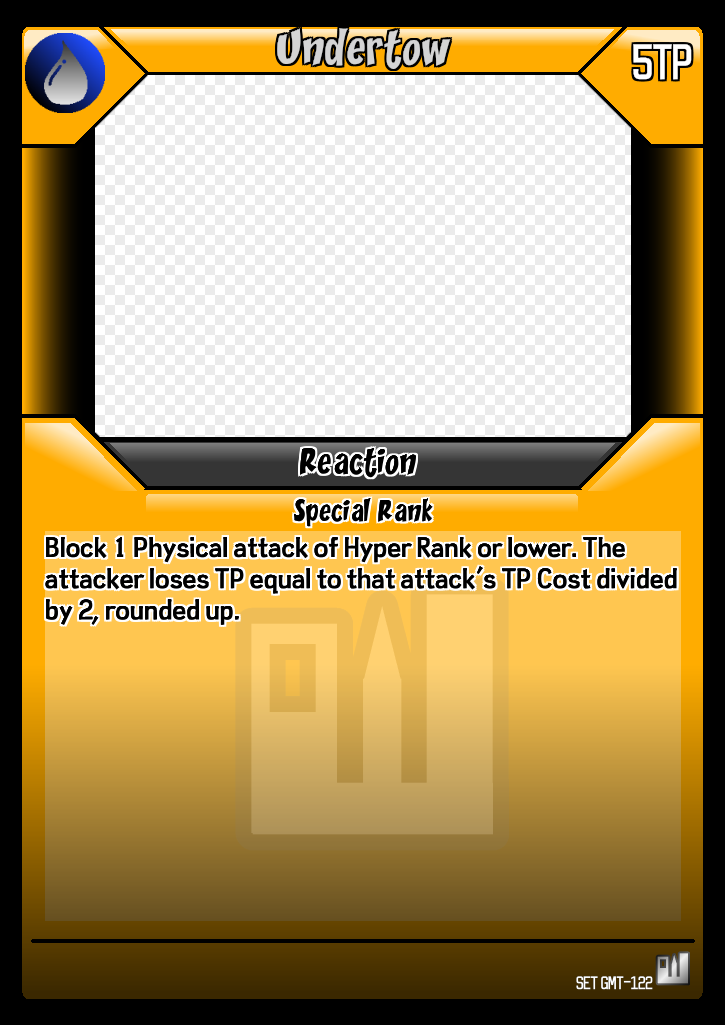 Undertow
5TP
Reaction
Special Rank
Block 1 Physical attack of Hyper Rank or lower. The
attacker loses TP equal to that attack's TP Cost divided
by 2, rounded up.
SET GMT-122